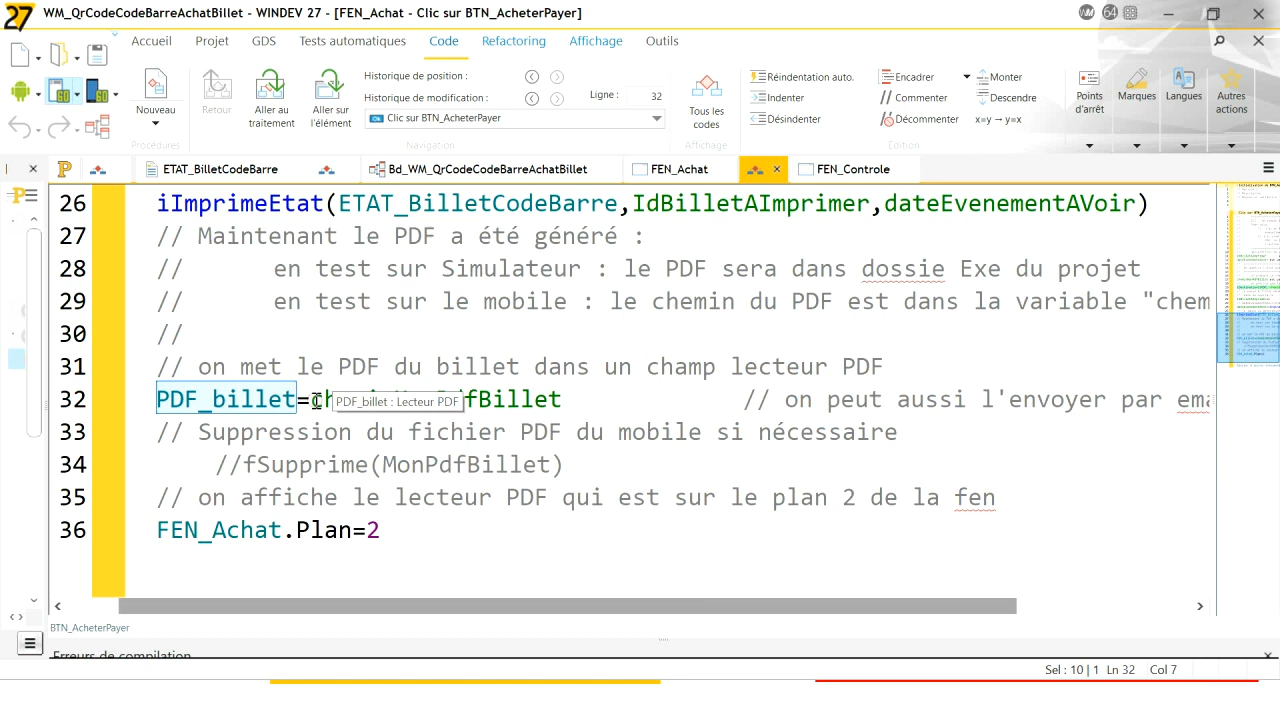 27 WM_QrCodeCodeBarreAchatBillet - WINDEV 27 - [FEN_Achat - Clic sur BTN_AcheterPayer]
Accueil Projet GDS Tests automatiques Code Refactoring Affichage Outils
Nouveau
Procédures
Retour
Aller au traitement
Aller sur l'élément
Historique de position :
Historique de modification :
Clic sur BTN_AcheterPayer
Ligne : 32
Navigation
Tous les codes
Affichage
Réindentation auto.
Indenter
Désindenter
Encadrer
// Commenter
Décommenter
Monter
Descendre
x=y → y=x
Edition
Points d'arrêt
Marques
Langues
Autres actions
ETAT_BilletCodeBarre Bd_WM_QrCodeCodeBarreAchatBillet FEN_Achat FEN_Controle
26 iImprimeEtat(ETAT_BilletCodeBarre,IdBilletAImprimer,dateEvenementAVoir)
27 // Maintenant le PDF a été généré :
28 // en test sur Simulateur : le PDF sera dans dossie Exe du projet
29 // en test sur le mobile : le chemin du PDF est dans la variable "chem
30 //
31 // on met le PDF du billet dans un champ lecteur PDF
32 PDF_billet= fBillet // on peut aussi l'envoyer par ema
PDF_billet : Lecteur PDF
33 // Suppression du fichier PDF du mobile si nécessaire
34 //fSupprime(MonPdfBillet)
35 // on affiche le lecteur PDF qui est sur le plan 2 de la fen
36 FEN_Achat.Plan=2
BTN_AcheterPayer
Erreurs de compilation
Sel : 10 | 1 Ln 32 Col 7